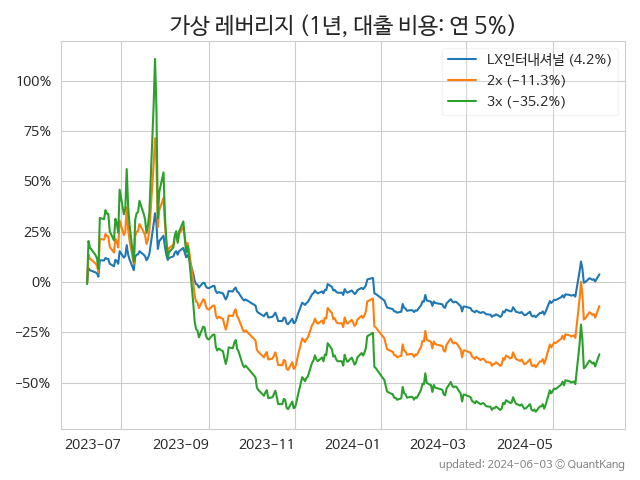 가상 레버리지 (1년, 대출 비용: 연 5%)
LX인터내셔널 (4.2%)
2x (−11.3%)
3x (−35.2%)
100%
75%
50%
25%
0%
−25%
−50%
2023-07
2023-09
2023-11
2024-01
2024-03
2024-05
updated: 2024-06-03 © QuantKang